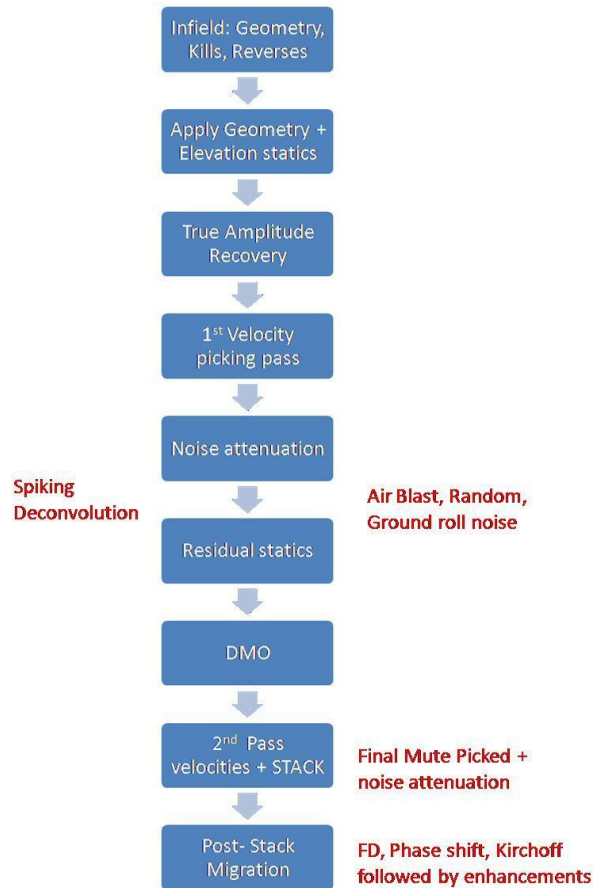 Infield: Geometry,
Kills, Reverses
Apply Geometry +
Elevation statics
True Amplitude
Recovery
1st Velocity
picking pass
Noise attenuation
Spiking
Deconvolution
Air Blast, Random,
Ground roll noise
Residual statics
DMO
2nd Pass
velocities + STACK
Final Mute Picked +
noise attenuation
Post- Stack
Migration
FD, Phase shift, Kirchoff
followed by enhancements